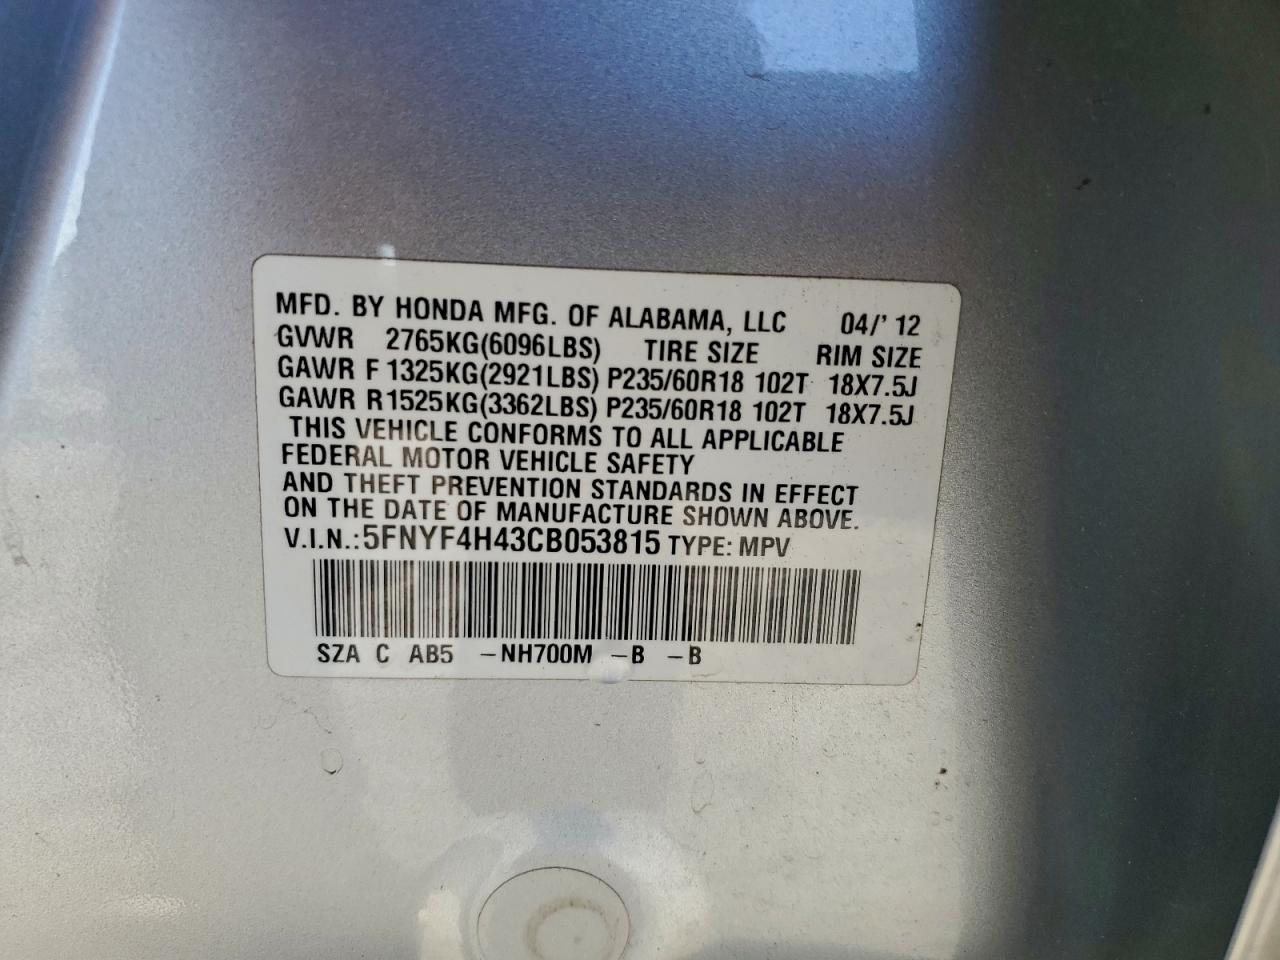 MFD. BY HONDA MFG. OF ALABAMA, LLC 04/' 12
GVWR 2765KG(6096LBS) TIRE SIZE RIM SIZE
GAWR F 1325KG(2921LBS) P235/60R18 102T 18X7.5J
GAWR R1525KG(3362LBS) P235/60R18 102T 18X7.5J
THIS VEHICLE CONFORMS TO ALL APPLICABLE
FEDERAL MOTOR VEHICLE SAFETY
AND THEFT PREVENTION STANDARDS IN EFFECT
ON THE DATE OF MANUFACTURE SHOWN ABOVE.
V.I.N.:5FNYF4H43CB053815 TYPE: MPV
SZA C AB5 -NH700M -B -B